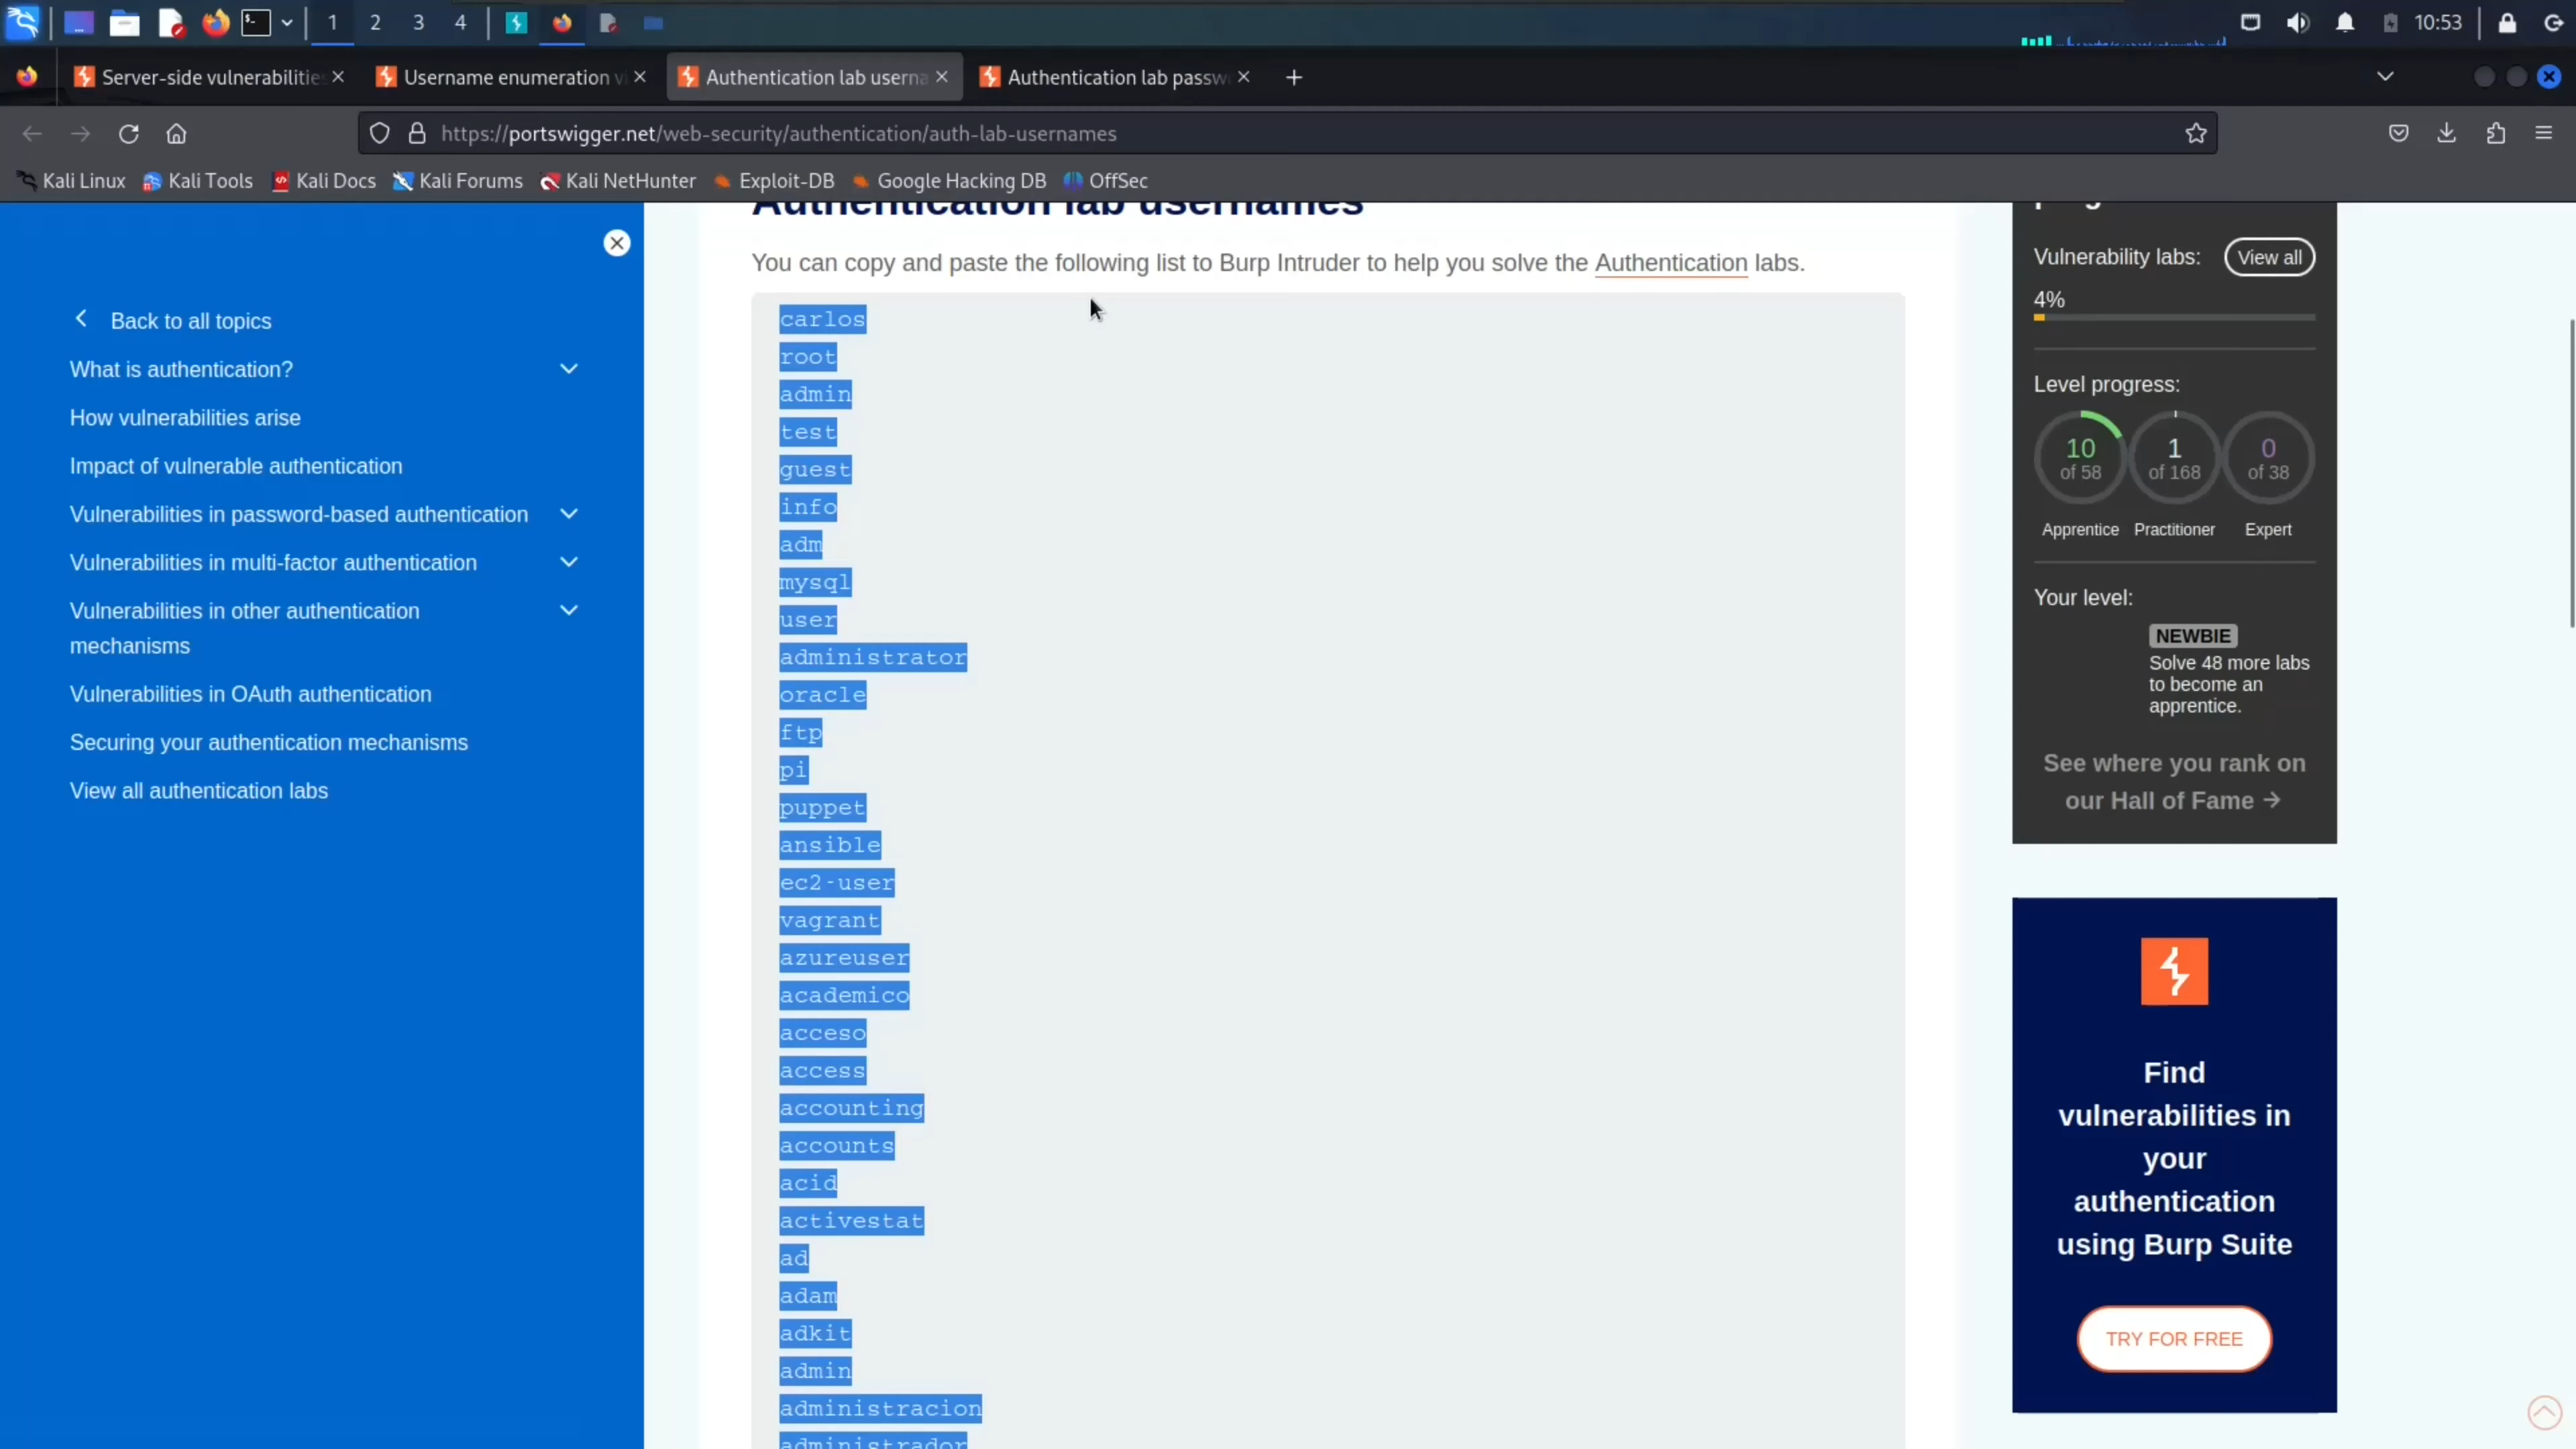 1 2 3 4 10:53
Server-side vulnerabilitie Username enumeration vi Authentication lab userna Authentication lab passw
https://portswigger.net/web-security/authentication/auth-lab-usernames
Kali Linux Kali Tools Kali Docs Kali Forums Kali NetHunter Exploit-DB Google Hacking DB OffSec
Back to all topics
What is authentication?
How vulnerabilities arise
Impact of vulnerable authentication
Vulnerabilities in password-based authentication
Vulnerabilities in multi-factor authentication
Vulnerabilities in other authentication
mechanisms
Vulnerabilities in OAuth authentication
Securing your authentication mechanisms
View all authentication labs
Authentication lab usernames
You can copy and paste the following list to Burp Intruder to help you solve the Authentication labs.
carlos
root
admin
test
guest
info
adm
mysql
user
administrator
oracle
ftp
pi
puppet
ansible
ec2-user
vagrant
azureuser
academico
acceso
access
accounting
accounts
acid
activestat
ad
adam
adkit
admin
administracion
administrador
Vulnerability labs: View all
4%
Level progress:
10 1 0
of 58 of 168 of 38
Apprentice Practitioner Expert
Your level:
NEWBIE
Solve 48 more labs
to become an
apprentice.
See where you rank on
our Hall of Fame →
Find
vulnerabilities in
your
authentication
using Burp Suite
TRY FOR FREE